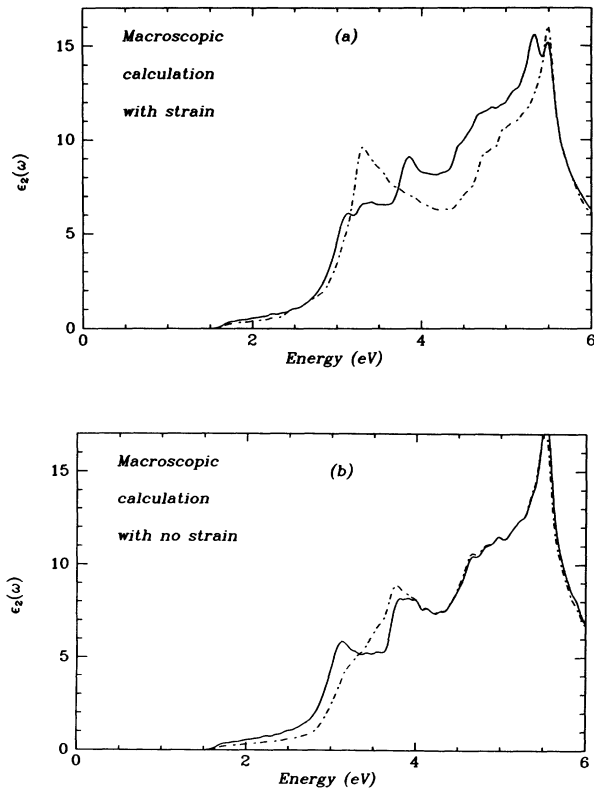 Macroscopic (a)
calculation
with strain
15
10
5
0
ε₂(ω)
0 2 4 6
Energy (eV)
Macroscopic (b)
calculation
with no strain
15
10
5
0
ε₂(ω)
0 2 4 6
Energy (eV)